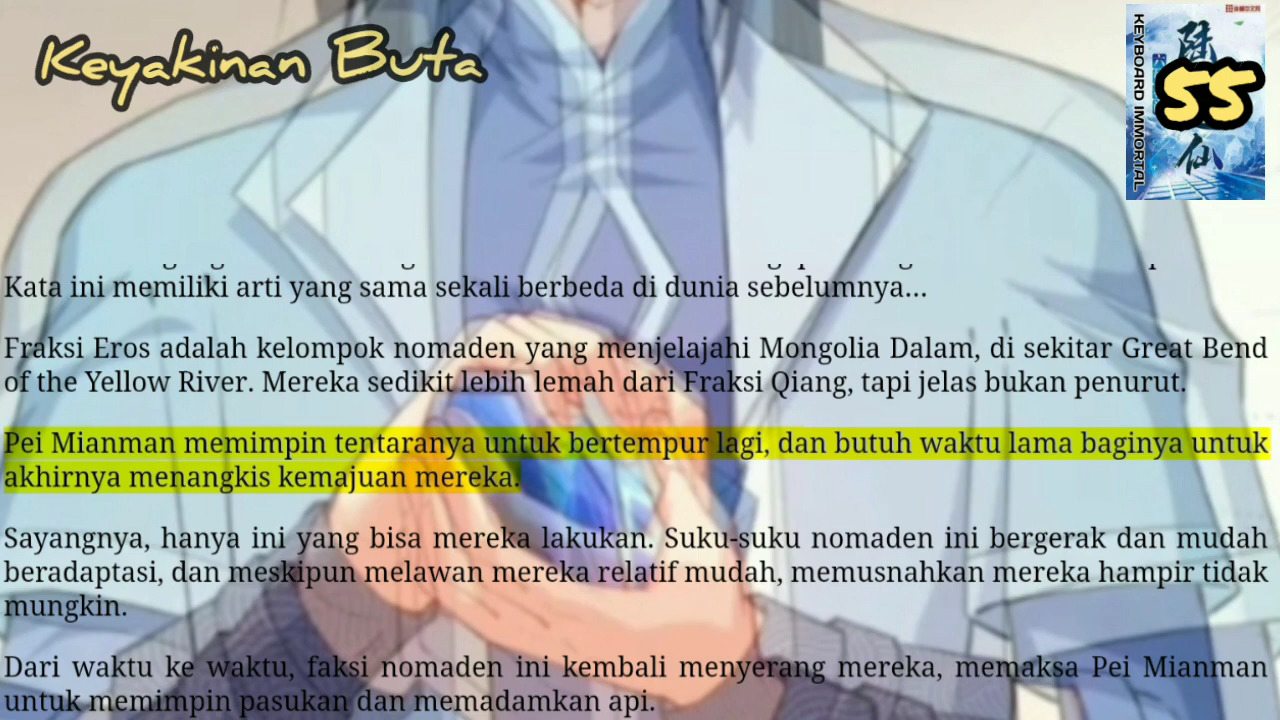 Keyakinan Buta
KEYBOARD IMMORTAL
陆
仙
55
Kata ini memiliki arti yang sama sekali berbeda di dunia sebelumnya...
Fraksi Eros adalah kelompok nomaden yang menjelajahi Mongolia Dalam, di sekitar Great Bend
of the Yellow River. Mereka sedikit lebih lemah dari Fraksi Qiang, tapi jelas bukan penurut.
Pei Mianman memimpin tentaranya untuk bertempur lagi, dan butuh waktu lama baginya untuk
akhirnya menangkis kemajuan mereka.
Sayangnya, hanya ini yang bisa mereka lakukan. Suku-suku nomaden ini bergerak dan mudah
beradaptasi, dan meskipun melawan mereka relatif mudah, memusnahkan mereka hampir tidak
mungkin.
Dari waktu ke waktu, faksi nomaden ini kembali menyerang mereka, memaksa Pei Mianman
untuk memimpin pasukan dan memadamkan api.